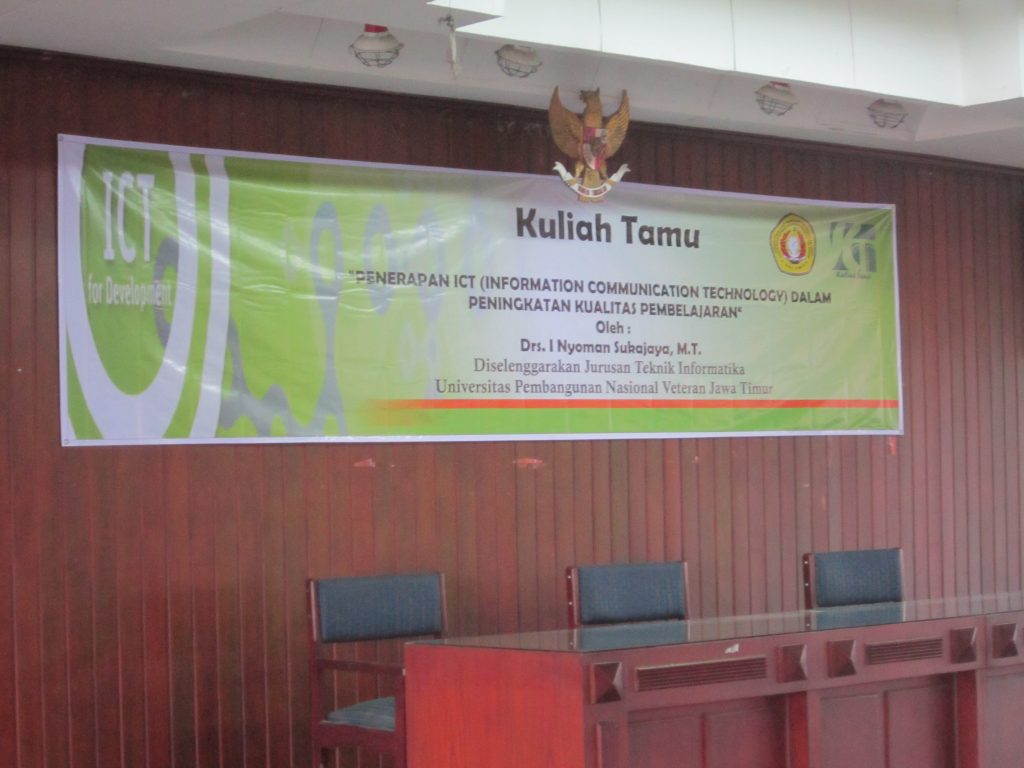 ICT
for Development
Kuliah Tamu
"PENERAPAN ICT (INFORMATION COMMUNICATION TECHNOLOGY) DALAM
PENINGKATAN KUALITAS PEMBELAJARAN"
Oleh :
Drs. I Nyoman Sukajaya, M.T.
Diselenggarakan Jurusan Teknik Informatika
Universitas Pembangunan Nasional Veteran Jawa Timur